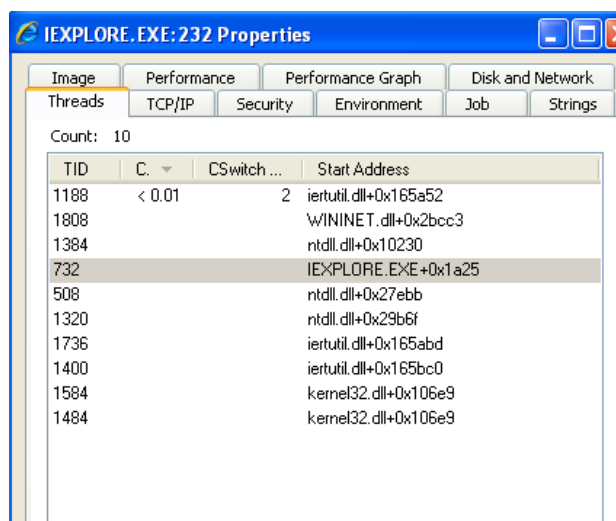 IEXPLORE.EXE:232 Properties
Image Performance Performance Graph Disk and Network
Threads TCP/IP Security Environment Job Strings
Count: 10
TID C. CSwitch ... Start Address
1188 < 0.01 2 iertutil.dll+0x165a52
1808 WININET.dll+0x2bcc3
1384 ntdll.dll+0x10230
732 IEXPLORE.EXE+0x1a25
508 ntdll.dll+0x27ebb
1320 ntdll.dll+0x29b6f
1736 iertutil.dll+0x165abd
1400 iertutil.dll+0x165bc0
1584 kernel32.dll+0x106e9
1484 kernel32.dll+0x106e9